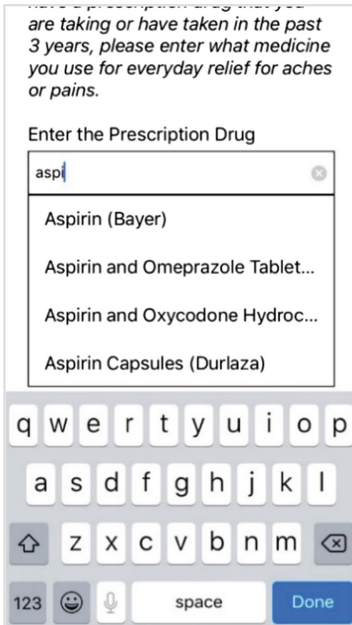 are taking or have taken in the past
3 years, please enter what medicine
you use for everyday relief for aches
or pains.
Enter the Prescription Drug
aspi
Aspirin (Bayer)
Aspirin and Omeprazole Tablet...
Aspirin and Oxycodone Hydroc...
Aspirin Capsules (Durlaza)
q w e r t y u i o p
a s d f g h j k l
z x c v b n m
123 space Done